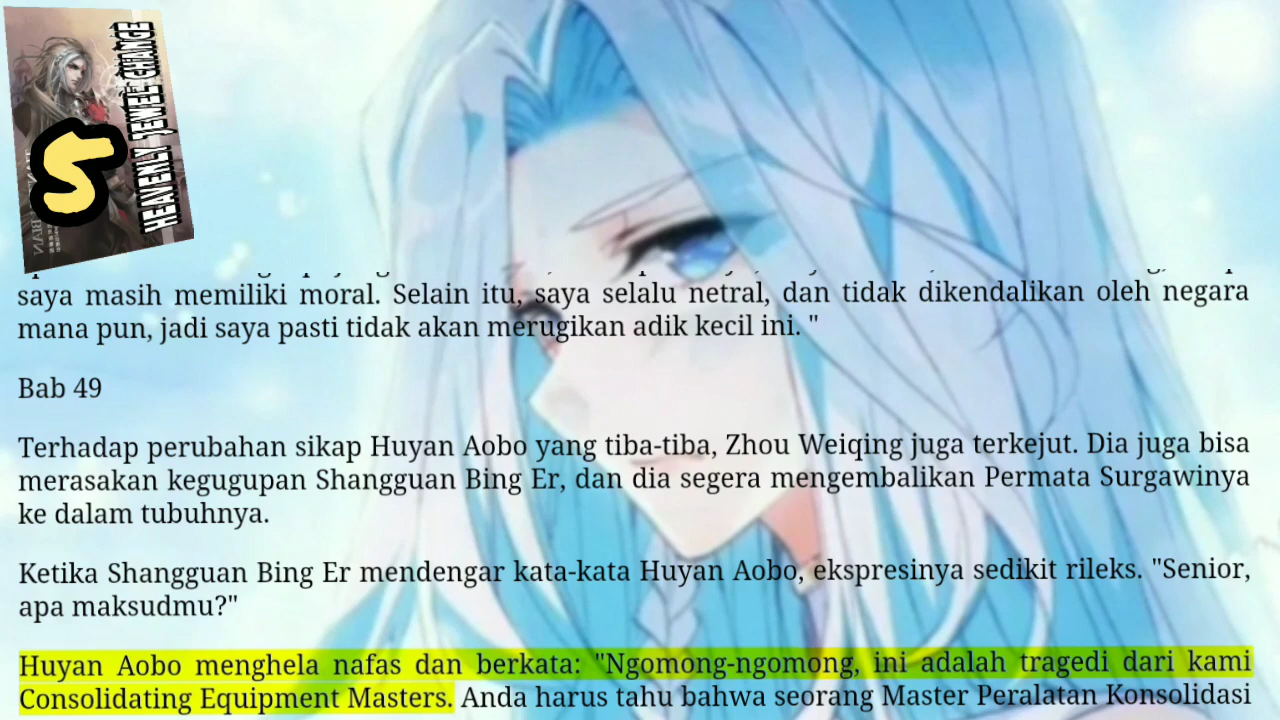 HEAVENLY JEWEL CHANGE
5
saya masih memiliki moral. Selain itu, saya selalu netral, dan tidak dikendalikan oleh negara
mana pun, jadi saya pasti tidak akan merugikan adik kecil ini. "
Bab 49
Terhadap perubahan sikap Huyan Aobo yang tiba-tiba, Zhou Weiqing juga terkejut. Dia juga bisa
merasakan kegugupan Shangguan Bing Er, dan dia segera mengembalikan Permata Surgawinya
ke dalam tubuhnya.
Ketika Shangguan Bing Er mendengar kata-kata Huyan Aobo, ekspresinya sedikit rileks. "Senior,
apa maksudmu?"
Huyan Aobo menghela nafas dan berkata: "Ngomong-ngomong, ini adalah tragedi dari kami
Consolidating Equipment Masters. Anda harus tahu bahwa seorang Master Peralatan Konsolidasi